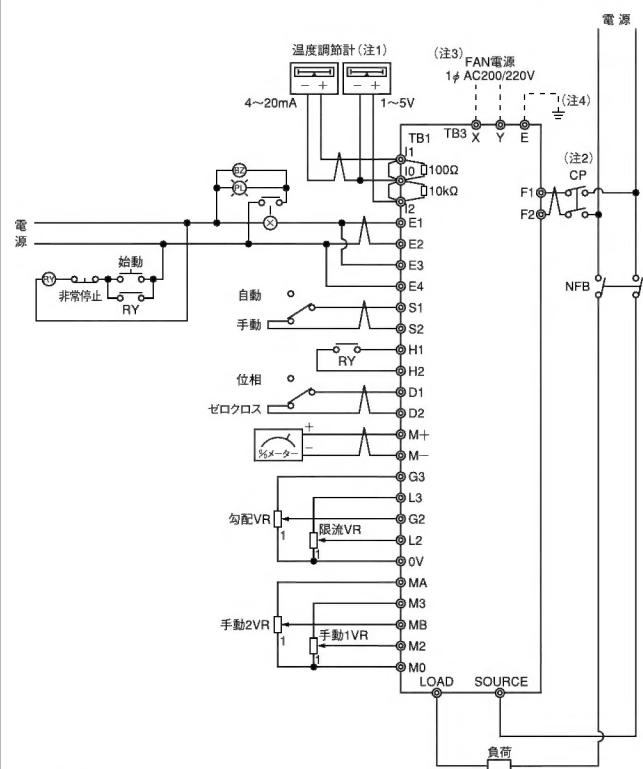 電源
温度調節計(注1)
(注3)
FAN電源
1φ AC200/220V
(注4)
− +
− +
4〜20mA
1〜5V
TB1
TB3
X
Y
E
I1
I0
100Ω
10kΩ
I2
(注2)
CP
F1
F2
BZ
PL
電源
E1
E2
E3
E4
始動
RY
非常停止
RY
NFB
自動
手動
S1
S2
RY
H1
H2
位相
ゼロクロス
D1
D2
%メーター
+
−
M+
M−
G3
L3
勾配VR
1
限流VR
1
G2
L2
0V
MA
M3
手動2VR
1
手動1VR
1
MB
M2
M0
LOAD
SOURCE
負荷